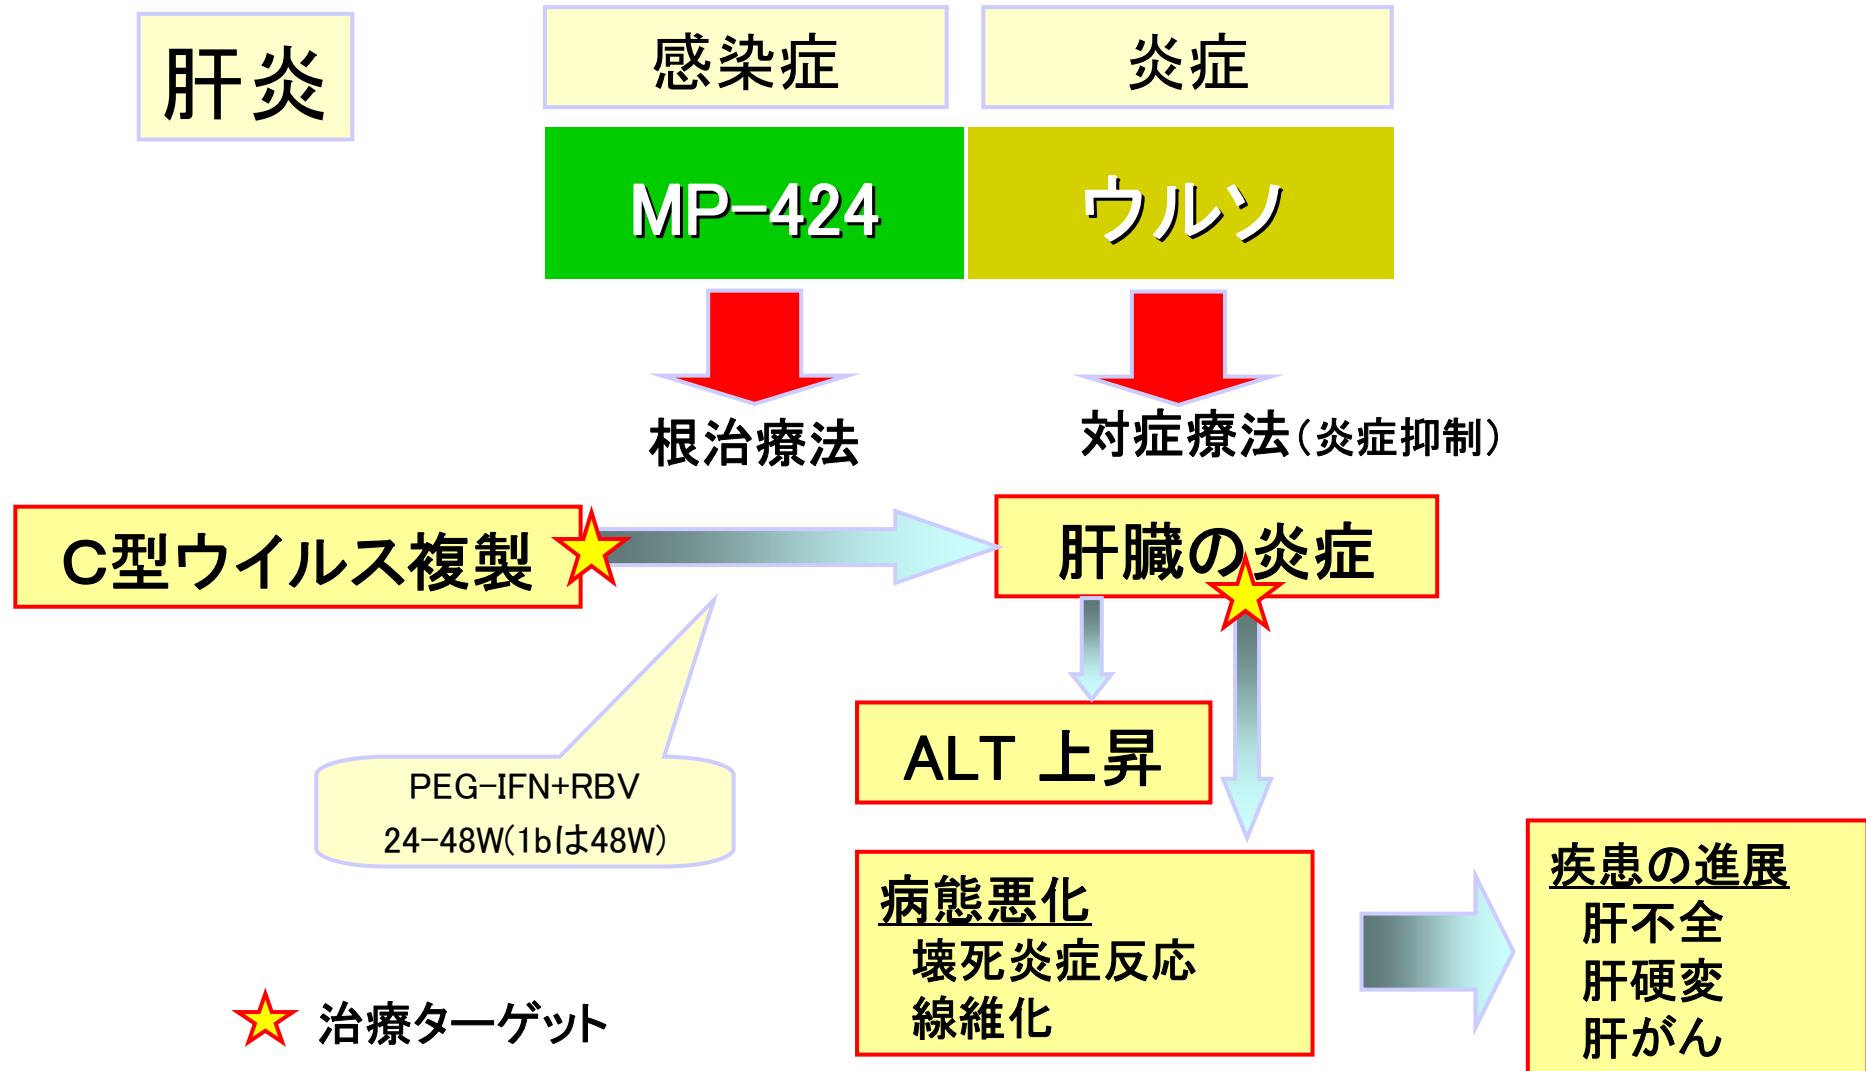 肝炎
感染症
炎症
MP-424
ウルソ
根治療法
対症療法(炎症抑制)
C型ウイルス複製
肝臓の炎症
ALT 上昇
PEG-IFN+RBV
24-48W(1bは48W)
病態悪化
壊死炎症反応
線維化
疾患の進展
肝不全
肝硬変
肝がん
治療ターゲット